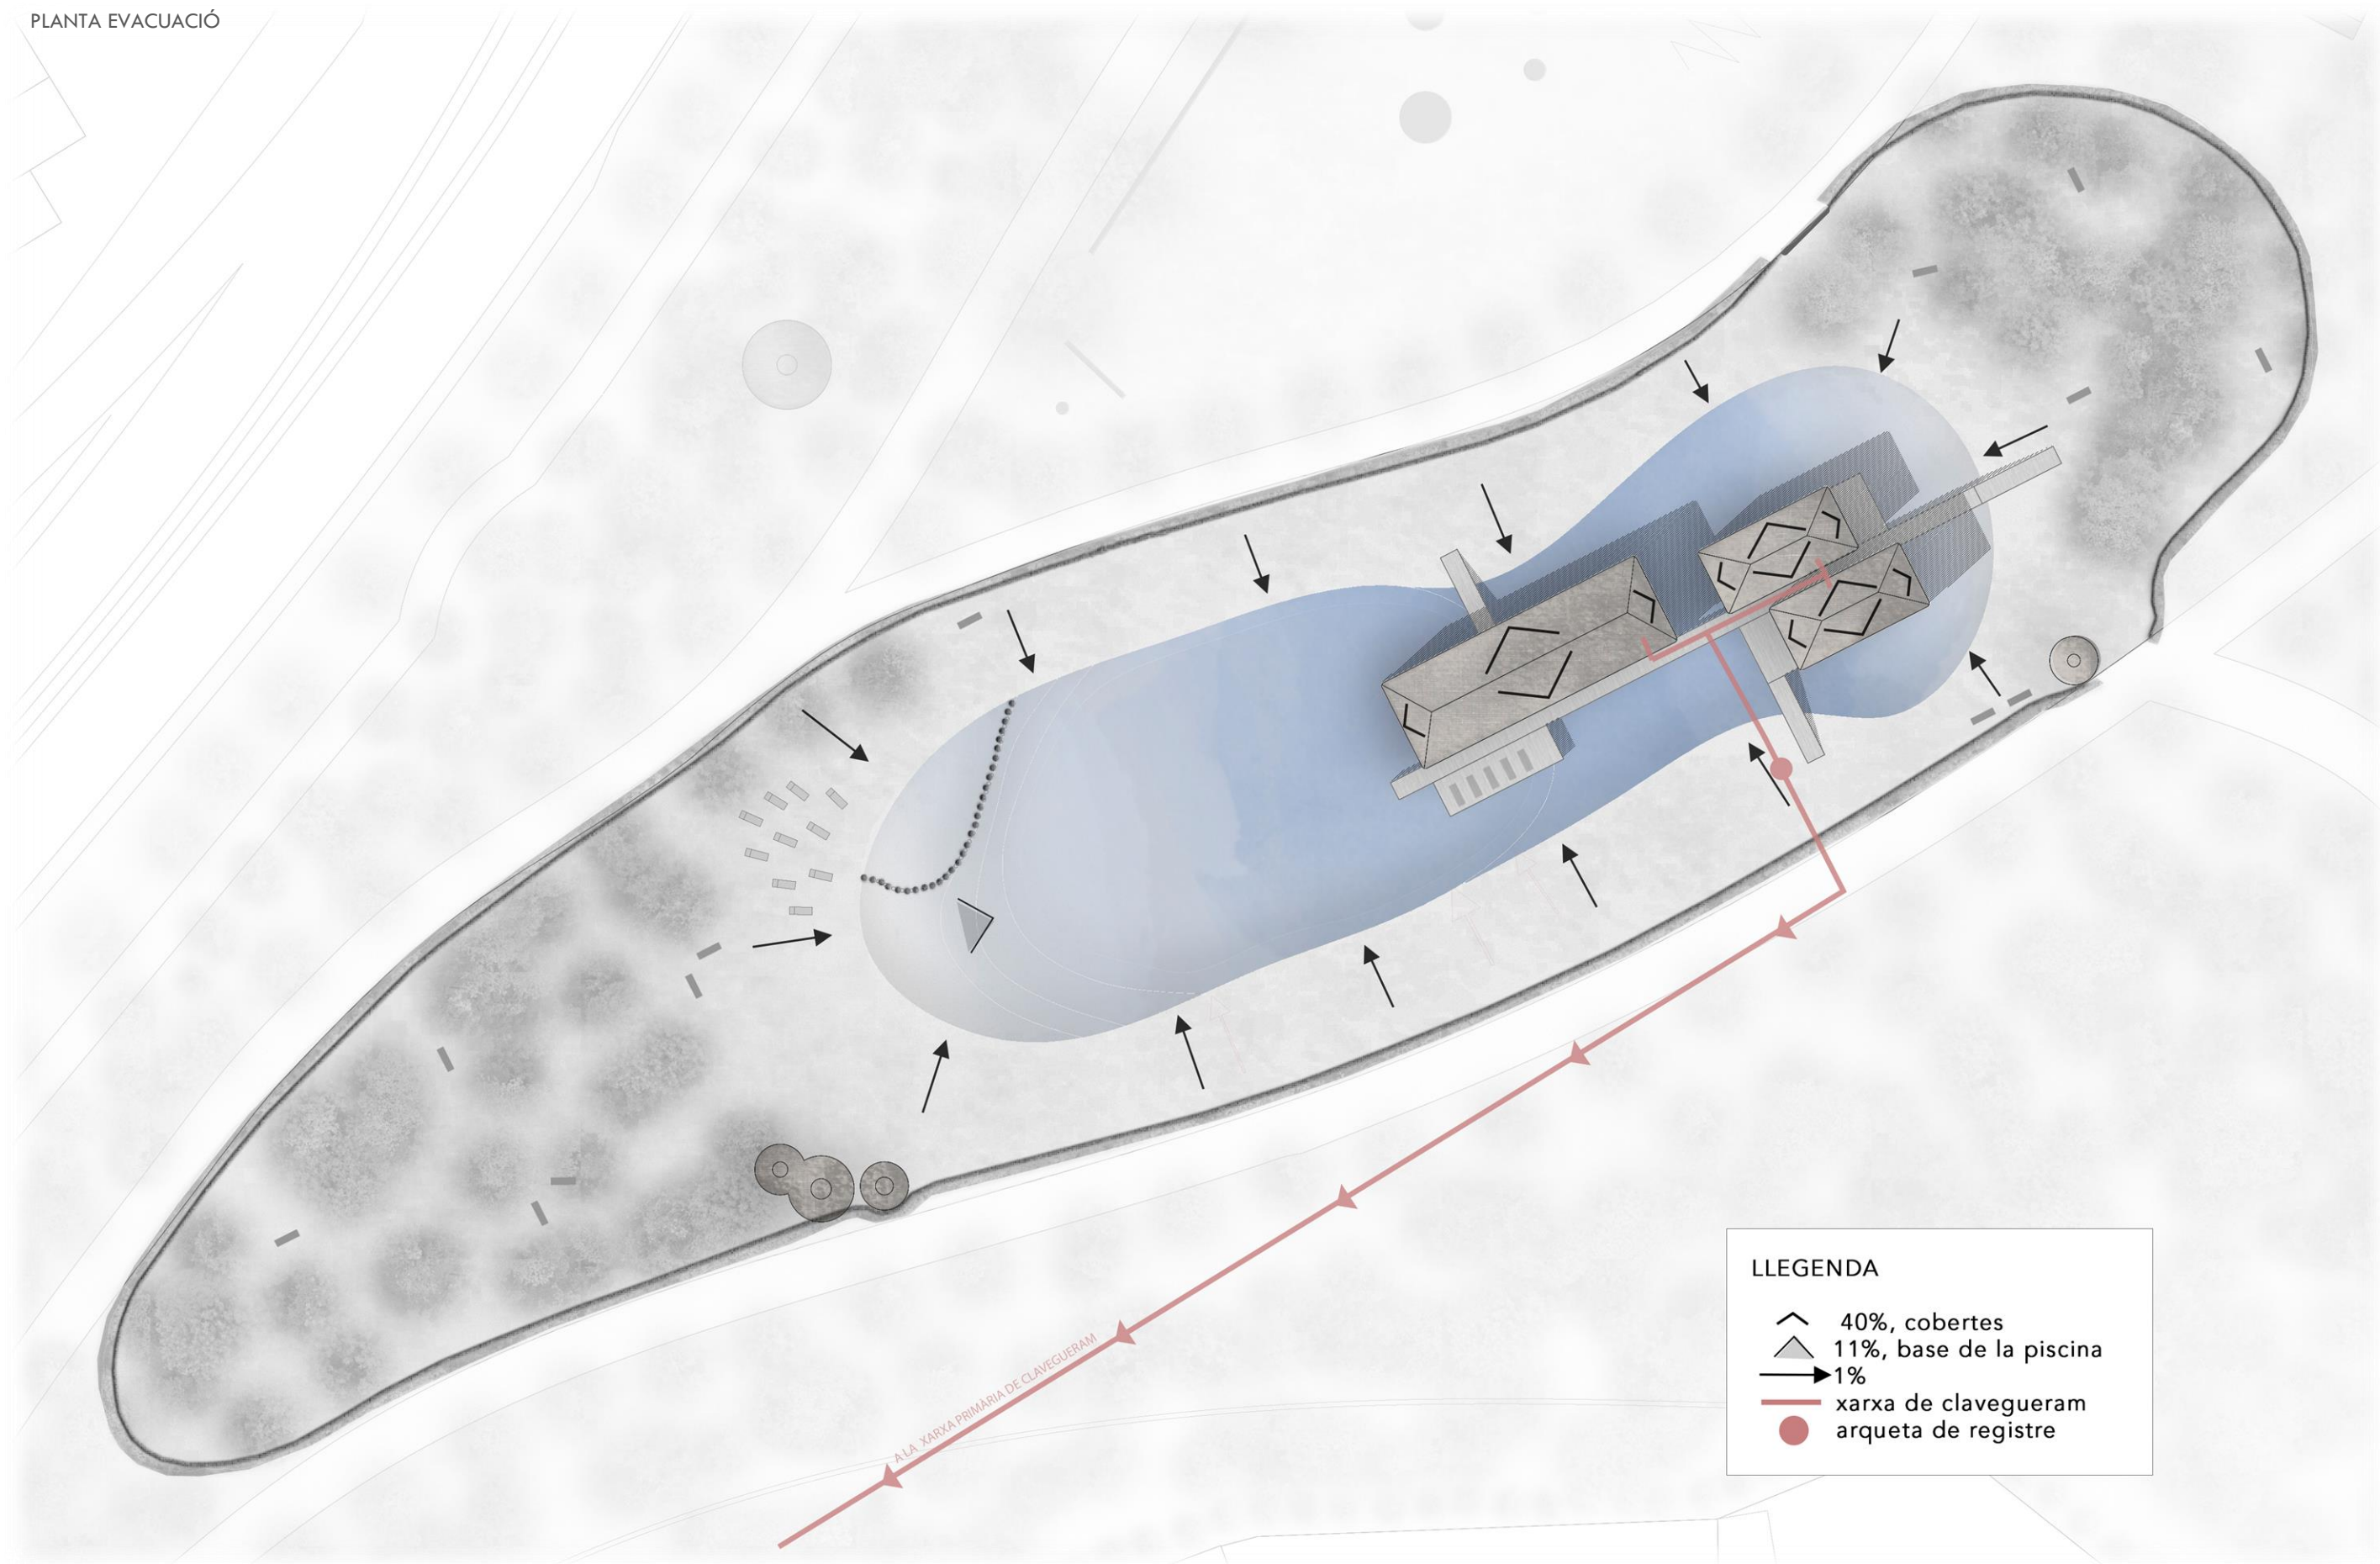 PLANTA EVACUACIÓ
A LA XARXA PRIMÀRIA DE CLAVEGUERAM
LLEGENDA
40%, cobertes
11%, base de la piscina
1%
xarxa de clavegueram
arqueta de registre